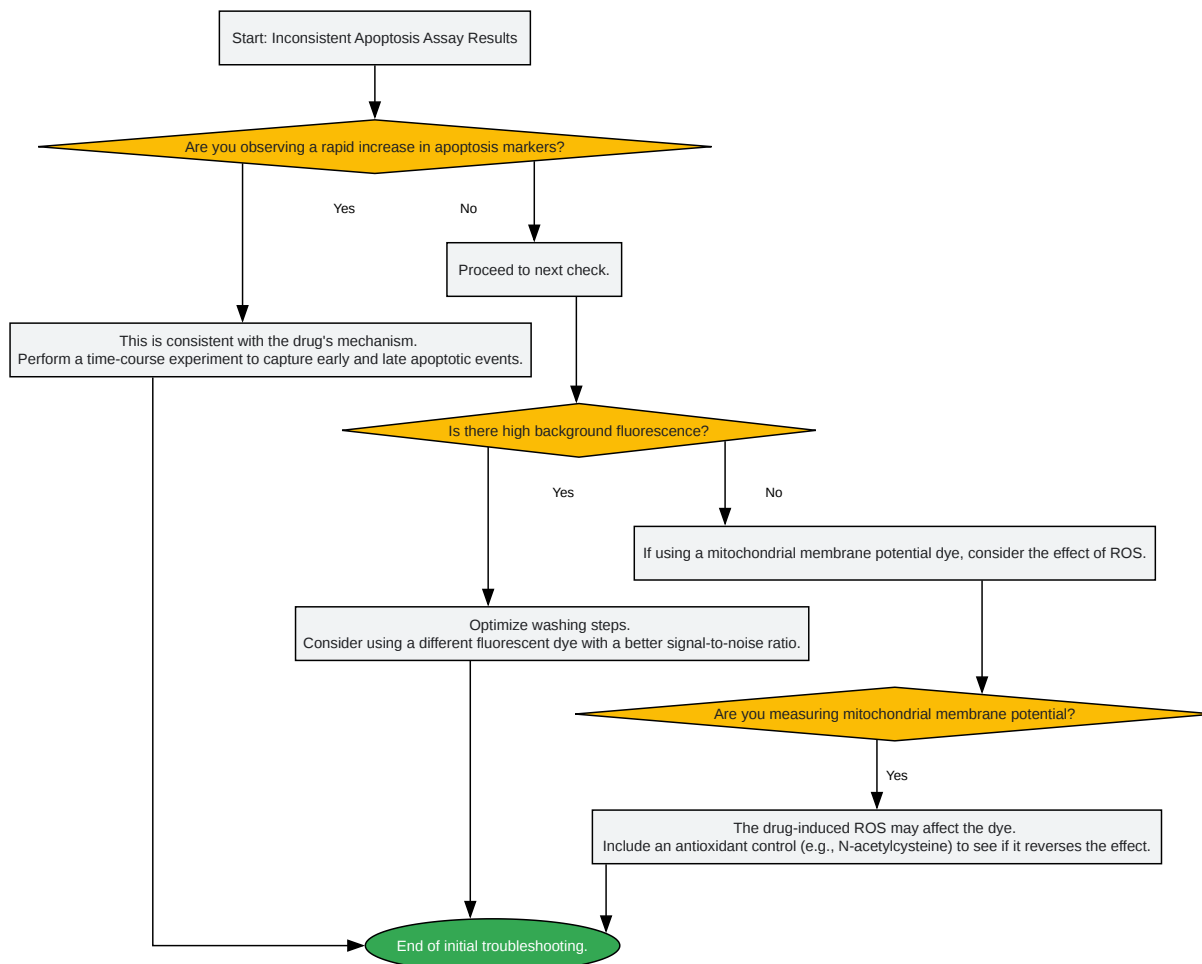 Start: Inconsistent Apoptosis Assay Results
Are you observing a rapid increase in apoptosis markers?
Yes
No
Proceed to next check.
This is consistent with the drug's mechanism.
Perform a time-course experiment to capture early and late apoptotic events.
Is there high background fluorescence?
Yes
No
If using a mitochondrial membrane potential dye, consider the effect of ROS.
Optimize washing steps.
Consider using a different fluorescent dye with a better signal-to-noise ratio.
Are you measuring mitochondrial membrane potential?
Yes
The drug-induced ROS may affect the dye.
Include an antioxidant control (e.g., N-acetylcysteine) to see if it reverses the effect.
End of initial troubleshooting.